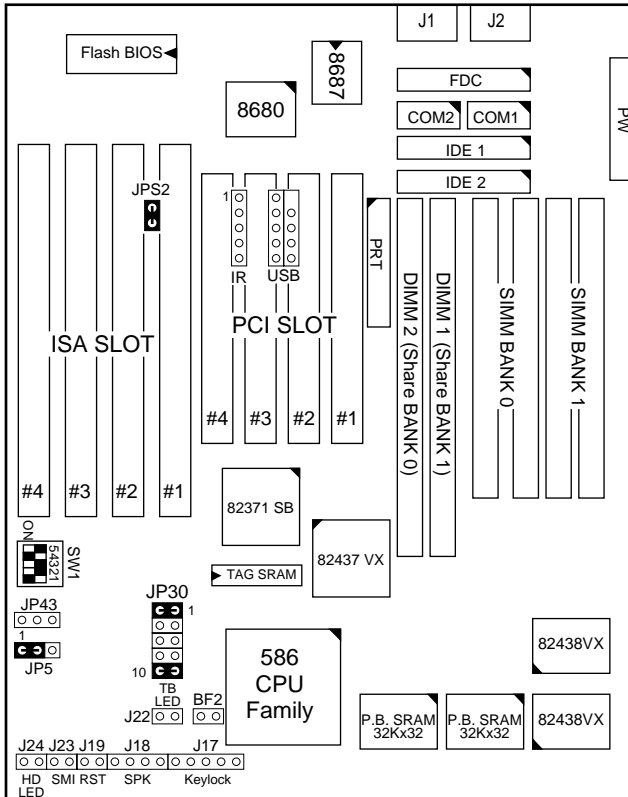 J1
J2
Flash BIOS
8687
FDC
8680
COM2
COM1
PW
IDE 1
IDE 2
JPS2
1
IR
USB
PRT
ISA SLOT
PCI SLOT
DIMM 2 (Share BANK 0)
DIMM 1 (Share BANK 1)
SIMM BANK 0
SIMM BANK 1
#4
#3
#2
#1
#4
#3
#2
#1
82371 SB
82437 VX
ON
54321
SW1
TAG SRAM
JP43
JP30
1
1
JP5
10
TB
LED
J22
BF2
586
CPU
Family
82438VX
P.B. SRAM
32Kx32
P.B. SRAM
32Kx32
82438VX
J24
J23
J19
J18
J17
HD
LED
SMI
RST
SPK
Keylock